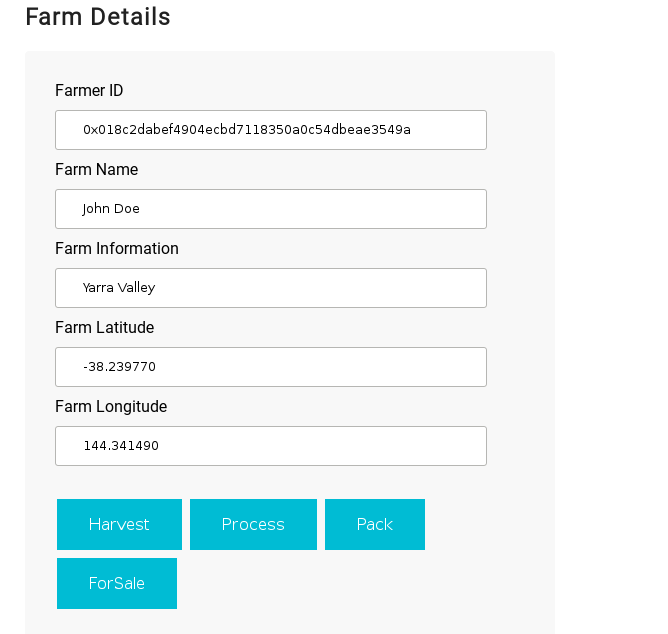 Farm Details
Farmer ID
0x018c2dabef4904ecbd7118350a0c54dbeae3549a
Farm Name
John Doe
Farm Information
Yarra Valley
Farm Latitude
-38.239770
Farm Longitude
144.341490
Harvest Process Pack
ForSale